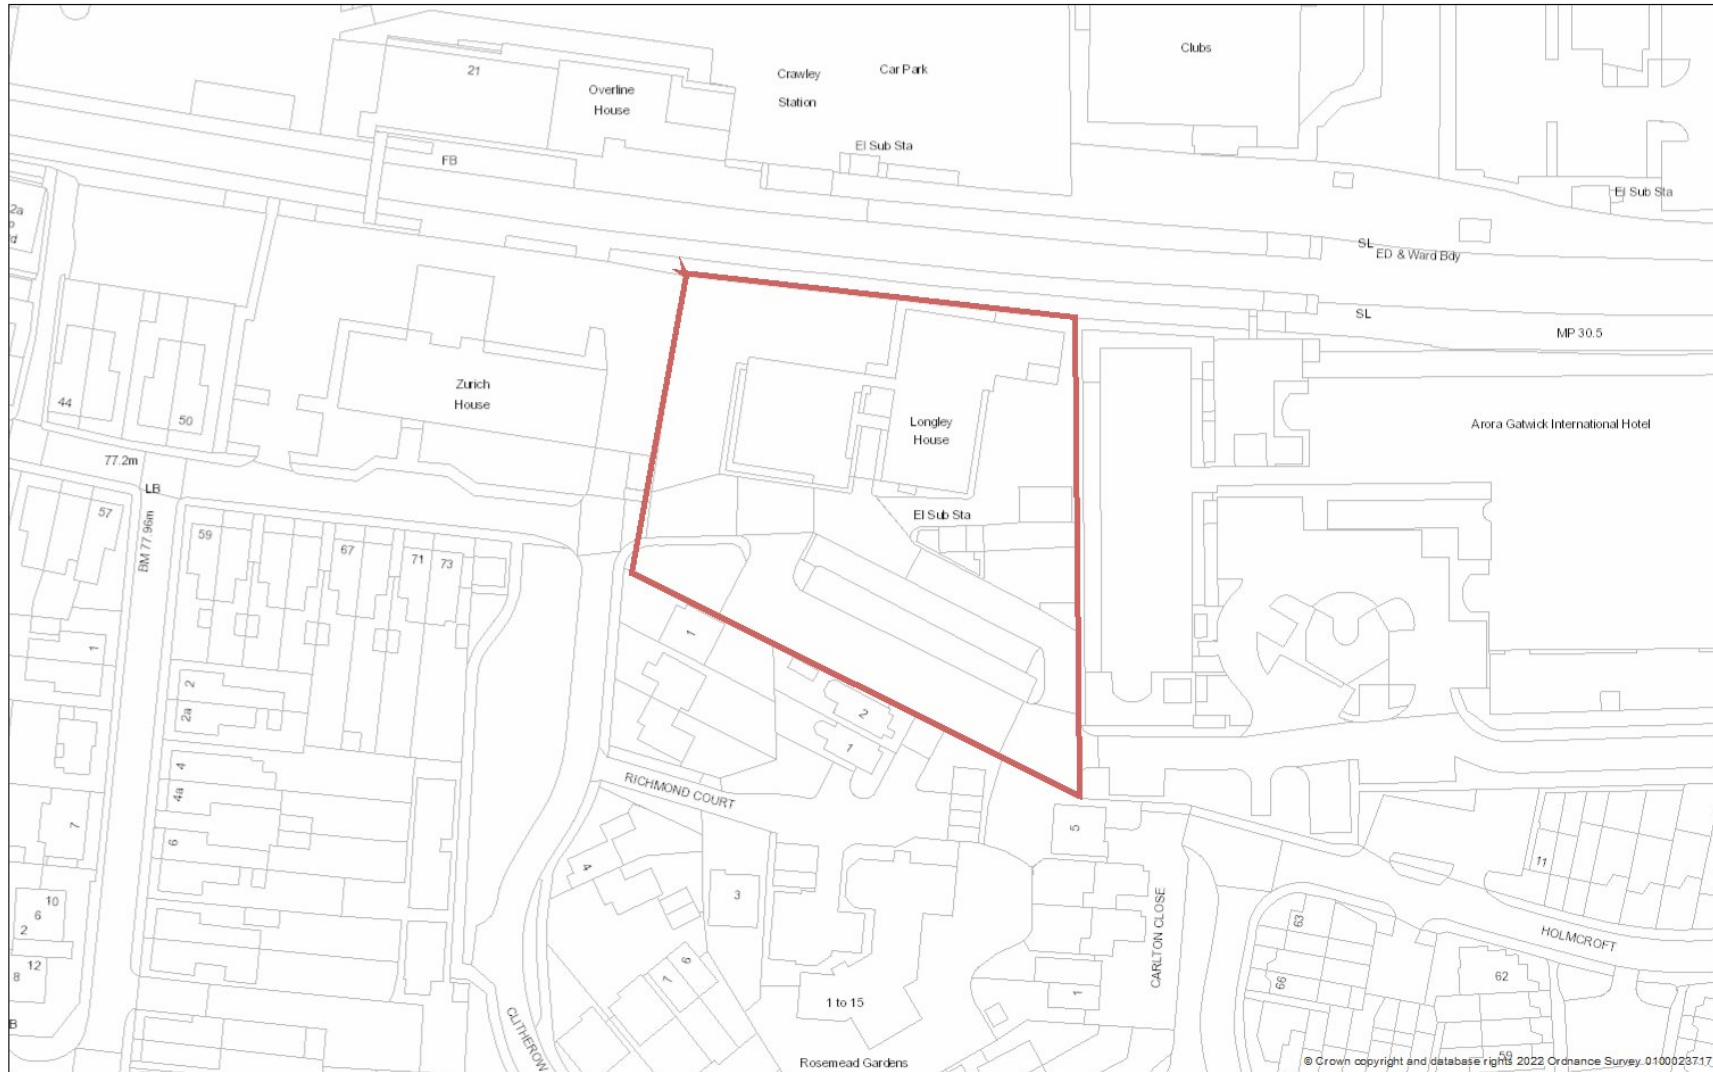 Clubs
21
Crawley
Station
Car Park
Overline
House
El Sub Sta
FB
El Sub Sta
2a
SL
ED & Ward Bdy
SL
MP 30.5
Zurich
House
44
50
Longley
House
Arora Gatwick International Hotel
77.2m
LB
57
BM 77.96m
59
67
71
73
El Sub Sta
1
1
2
2a
2
1
4
4a
RICHMOND COURT
7
6
5
4
3
11
CARLTON CLOSE
63
HOLMCROFT
10
6
2
12
8
7
6
66
62
1
1 to 15
B
CLITHEROW
59
Rosemead Gardens
© Crown copyright and database rights 2022 Ordnance Survey 0100023717